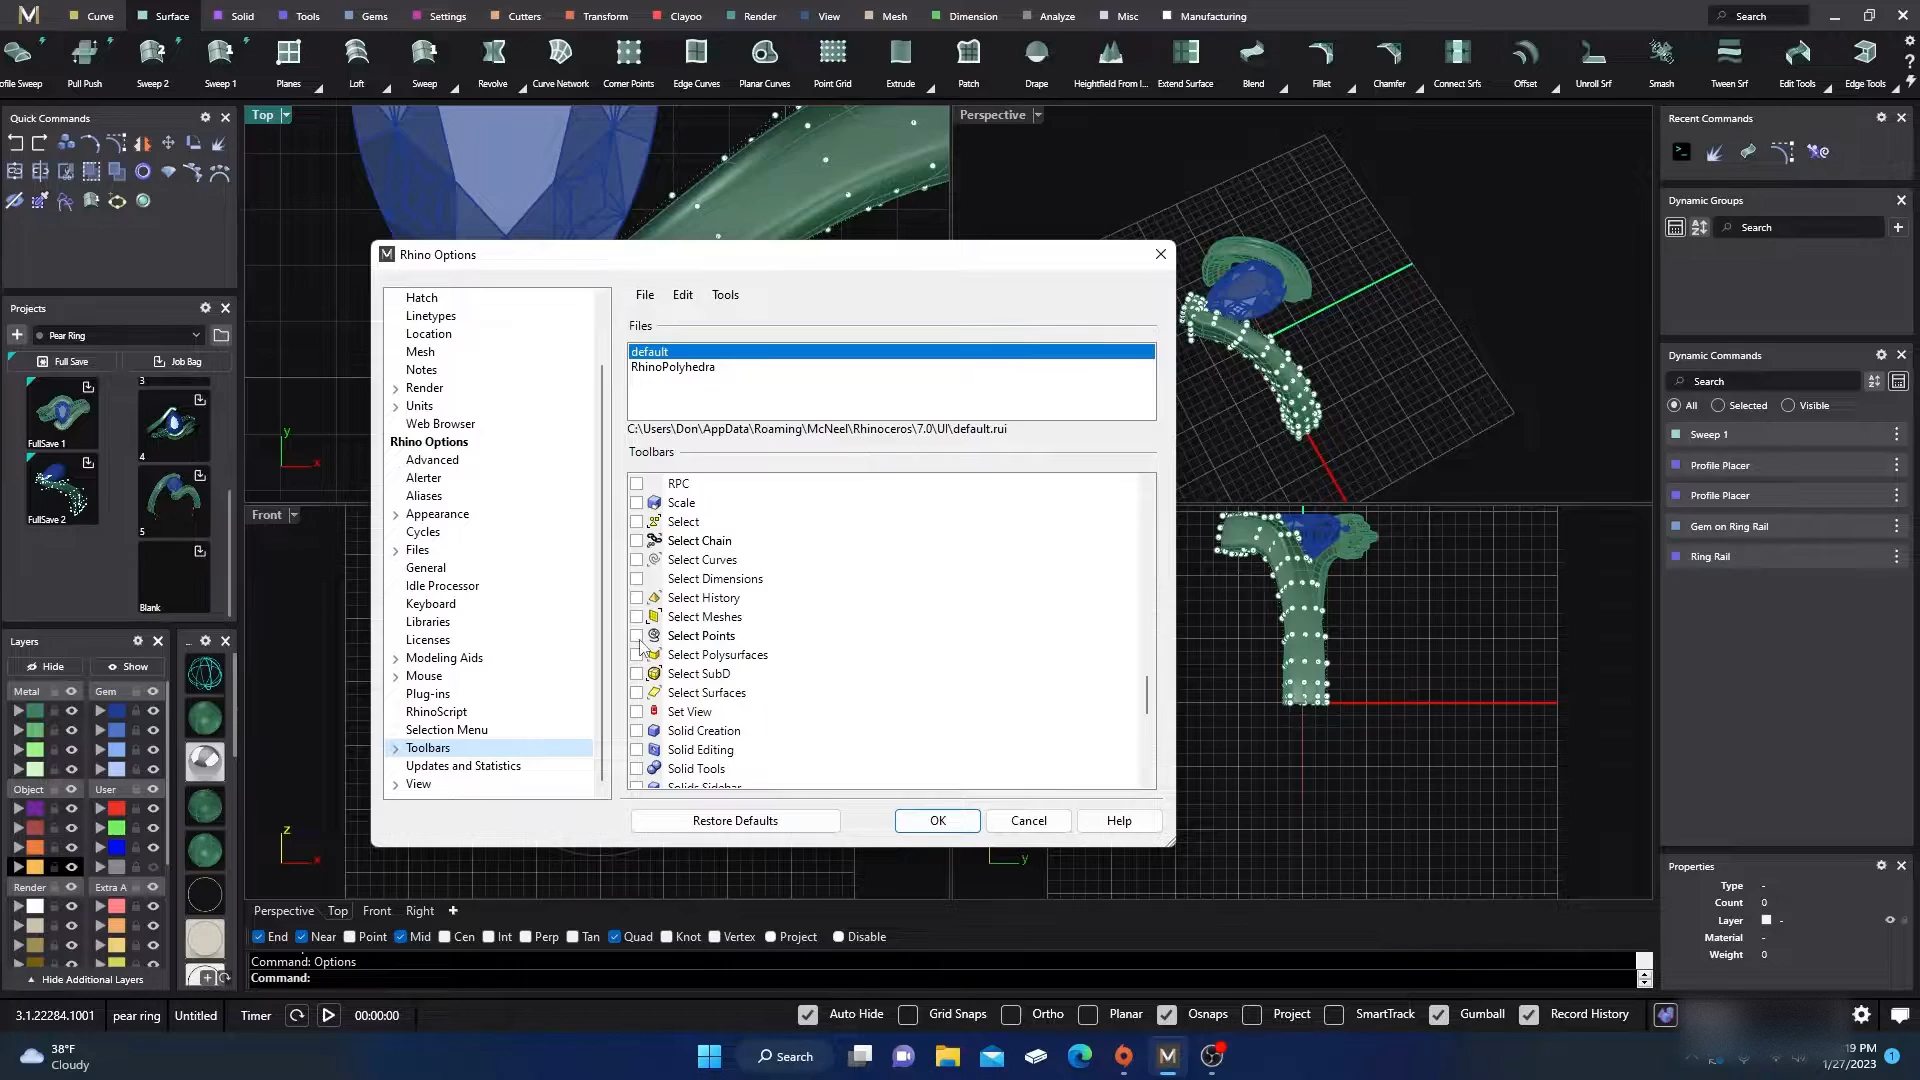 Curve Surface Solid Tools Gems Settings Cutters Transform Clayoo Render View Mesh Dimension Analyze Misc Manufacturing Search
ofile Sweep Pull Push Sweep 2 Sweep 1 Planes Loft Sweep Revolve Curve Network Corner Points Edge Curves Planar Curves Point Grid Extrude Patch Drape Heightfield From I... Extend Surface Blend Fillet Chamfer Connect Srfs Offset Unroll Srf Smash Tween Srf Edit Tools Edge Tools
Quick Commands
Projects
Pear Ring
Full Save Job Bag
3
FullSave 1
4
FullSave 2
5
Blank
Layers
Hide Show
Metal Gem
Object User
Render Extra A
Hide Additional Layers
Top
Perspective
Front
y
x
z
x
y
Rhino Options
Hatch
Linetypes
Location
Mesh
Notes
Render
Units
Web Browser
Rhino Options
Advanced
Alerter
Aliases
Appearance
Cycles
Files
General
Idle Processor
Keyboard
Libraries
Licenses
Modeling Aids
Mouse
Plug-ins
RhinoScript
Selection Menu
Toolbars
Updates and Statistics
View
File Edit Tools
Files
default
RhinoPolyhedra
C:\Users\Don\AppData\Roaming\McNeel\Rhinoceros\7.0\UI\default.rui
Toolbars
RPC
Scale
Select
Select Chain
Select Curves
Select Dimensions
Select History
Select Meshes
Select Points
Select Polysurfaces
Select SubD
Select Surfaces
Set View
Solid Creation
Solid Editing
Solid Tools
Solids Sidebar
Restore Defaults OK Cancel Help
Recent Commands
Dynamic Groups
Search
Dynamic Commands
Search
All Selected Visible
Sweep 1
Profile Placer
Profile Placer
Gem on Ring Rail
Ring Rail
Properties
Type -
Count 0
Layer -
Material -
Weight 0
Perspective Top Front Right
End Near Point Mid Cen Int Perp Tan Quad Knot Vertex Project Disable
Command: Options
Command:
3.1.22284.1001 pear ring Untitled Timer 00:00:00 Auto Hide Grid Snaps Ortho Planar Osnaps Project SmartTrack Gumball Record History
38°F
Cloudy
Search
19 PM
1/27/2023
1